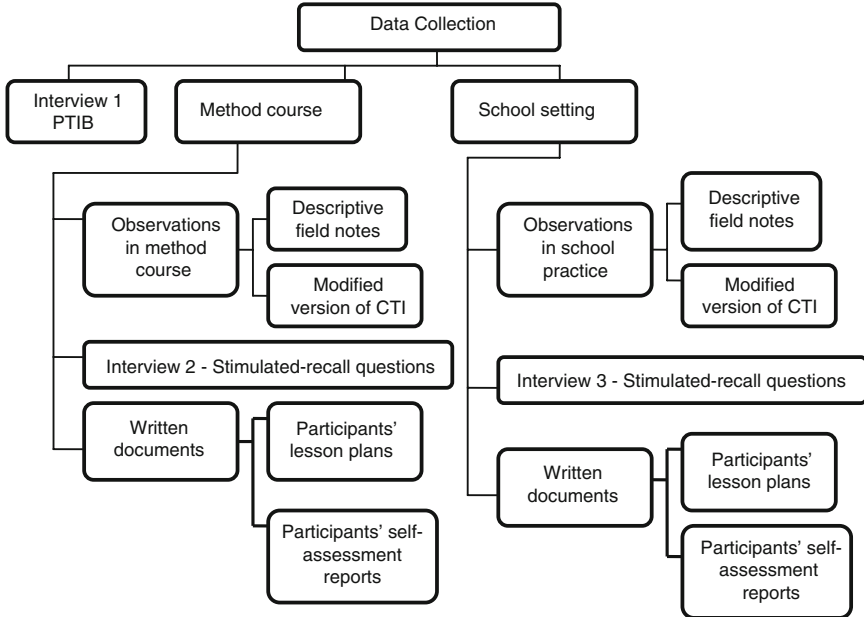 Data Collection
Interview 1
PTIB
Method course
School setting
Observations
in method
course
Descriptive
field notes
Modified
version of CTI
Interview 2 - Stimulated-recall questions
Written
documents
Participants'
lesson plans
Participants' self-
assessment
reports
Observations
in school
practice
Descriptive
field notes
Modified
version of CTI
Interview 3 - Stimulated-recall questions
Written
documents
Participants'
lesson plans
Participants' self-
assessment
reports